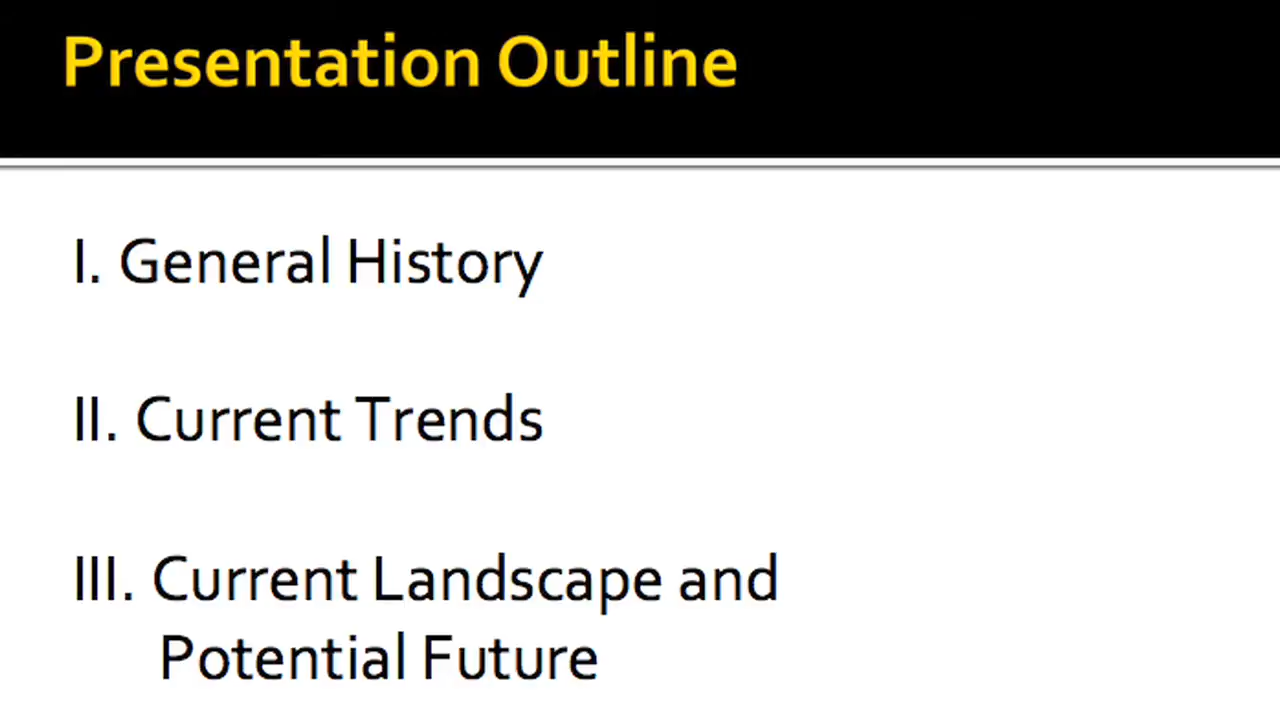 Presentation Outline
I. General History
II. Current Trends
III. Current Landscape and
Potential Future